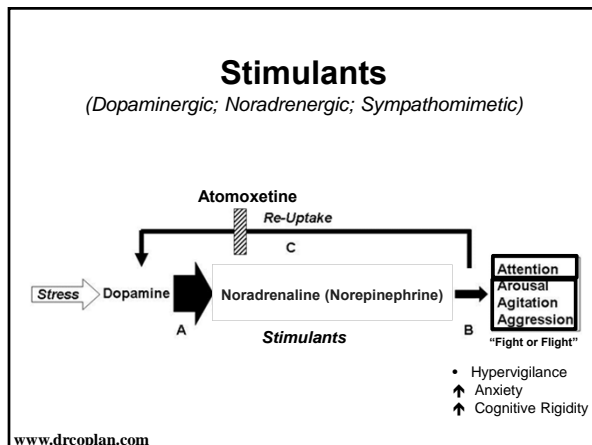 Stimulants
(Dopaminergic; Noradrenergic; Sympathomimetic)
Atomoxetine
Re-Uptake
C
Stress
Dopamine
Noradrenaline (Norepinephrine)
A
B
Stimulants
Attention
Arousal
Agitation
Aggression
“Fight or Flight”
• Hypervigilance
↑ Anxiety
↑ Cognitive Rigidity
www.drcoplan.com